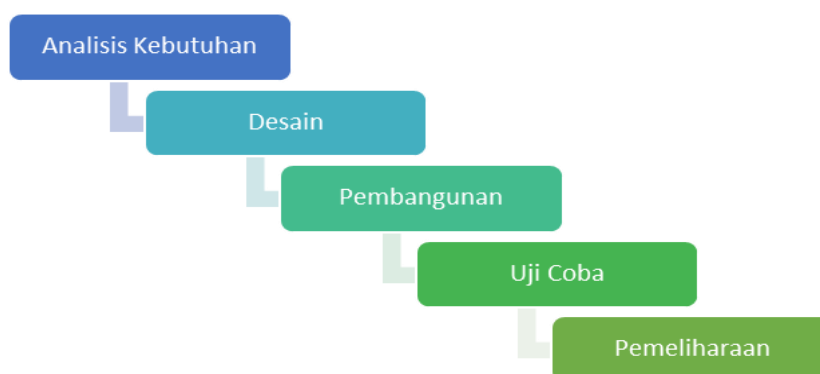 Analisis Kebutuhan
Desain
Pembangunan
Uji Coba
Pemeliharaan